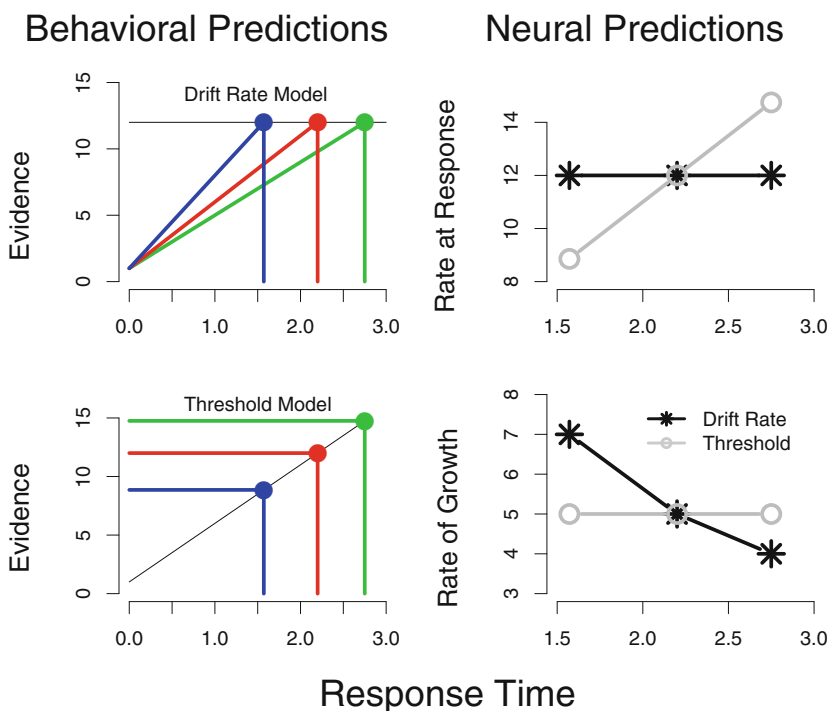 Behavioral Predictions
Neural Predictions
Drift Rate Model
Evidence
15
10
5
0
0.0 1.0 2.0 3.0
Rate at Response
14
12
10
8
1.5 2.0 2.5 3.0
Threshold Model
Evidence
15
10
5
0
0.0 1.0 2.0 3.0
Rate of Growth
8
7
6
5
4
3
Drift Rate
Threshold
1.5 2.0 2.5 3.0
Response Time